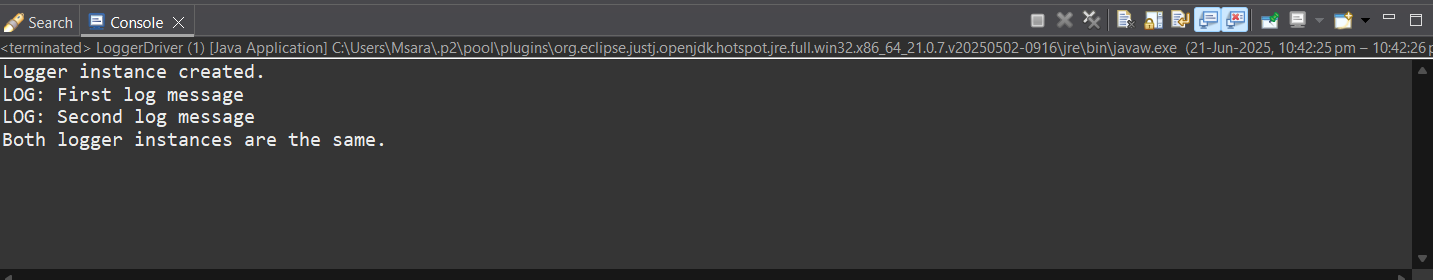 Search Console
<terminated> LoggerDriver (1) [Java Application] C:\Users\Msara\.p2\pool\plugins\org.eclipse.justj.openjdk.hotspot.jre.full.win32.x86_64_21.0.7.v20250502-0916\jre\bin\javaw.exe (21-Jun-2025, 10:42:25 pm – 10:42:26 p
Logger instance created.
LOG: First log message
LOG: Second log message
Both logger instances are the same.